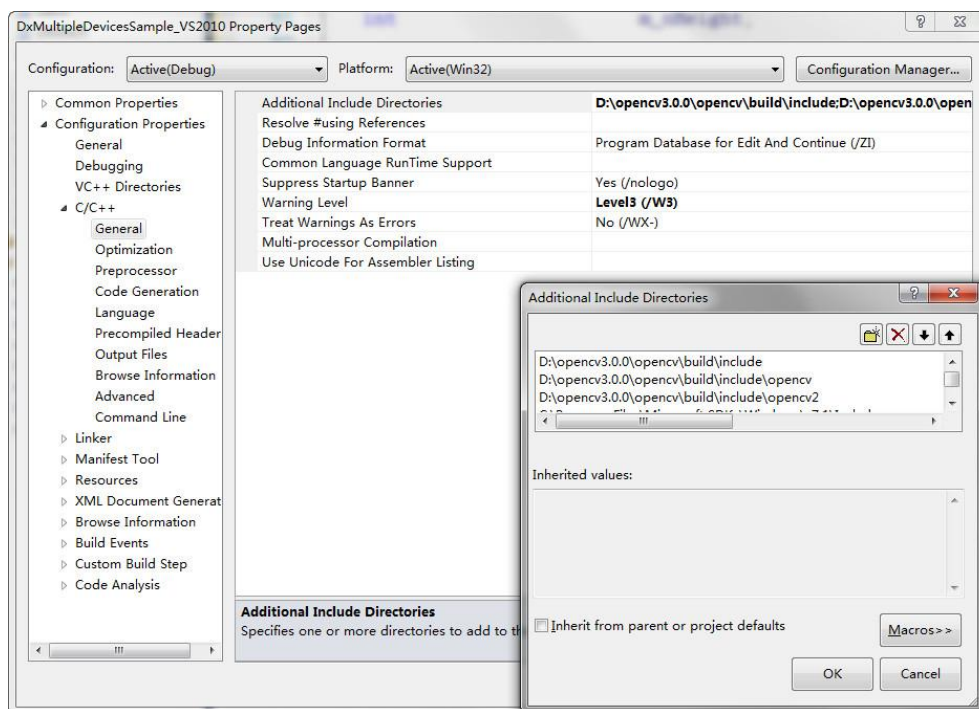 int m_nHeight;
DxMultipleDevicesSample_VS2010 Property Pages
Configuration: Active(Debug) Platform: Active(Win32) Configuration Manager...
Common Properties
Configuration Properties
General
Debugging
VC++ Directories
C/C++
General
Optimization
Preprocessor
Code Generation
Language
Precompiled Header
Output Files
Browse Information
Advanced
Command Line
Linker
Manifest Tool
Resources
XML Document Generat
Browse Information
Build Events
Custom Build Step
Code Analysis
Additional Include Directories D:\opencv3.0.0\opencv\build\include;D:\opencv3.0.0\open
Resolve #using References
Debug Information Format Program Database for Edit And Continue (/ZI)
Common Language RunTime Support
Suppress Startup Banner Yes (/nologo)
Warning Level Level3 (/W3)
Treat Warnings As Errors No (/WX-)
Multi-processor Compilation
Use Unicode For Assembler Listing
Additional Include Directories
Specifies one or more directories to add to th
Additional Include Directories
D:\opencv3.0.0\opencv\build\include
D:\opencv3.0.0\opencv\build\include\opencv
D:\opencv3.0.0\opencv\build\include\opencv2
Inherited values:
Inherit from parent or project defaults
Macros>>
OK Cancel